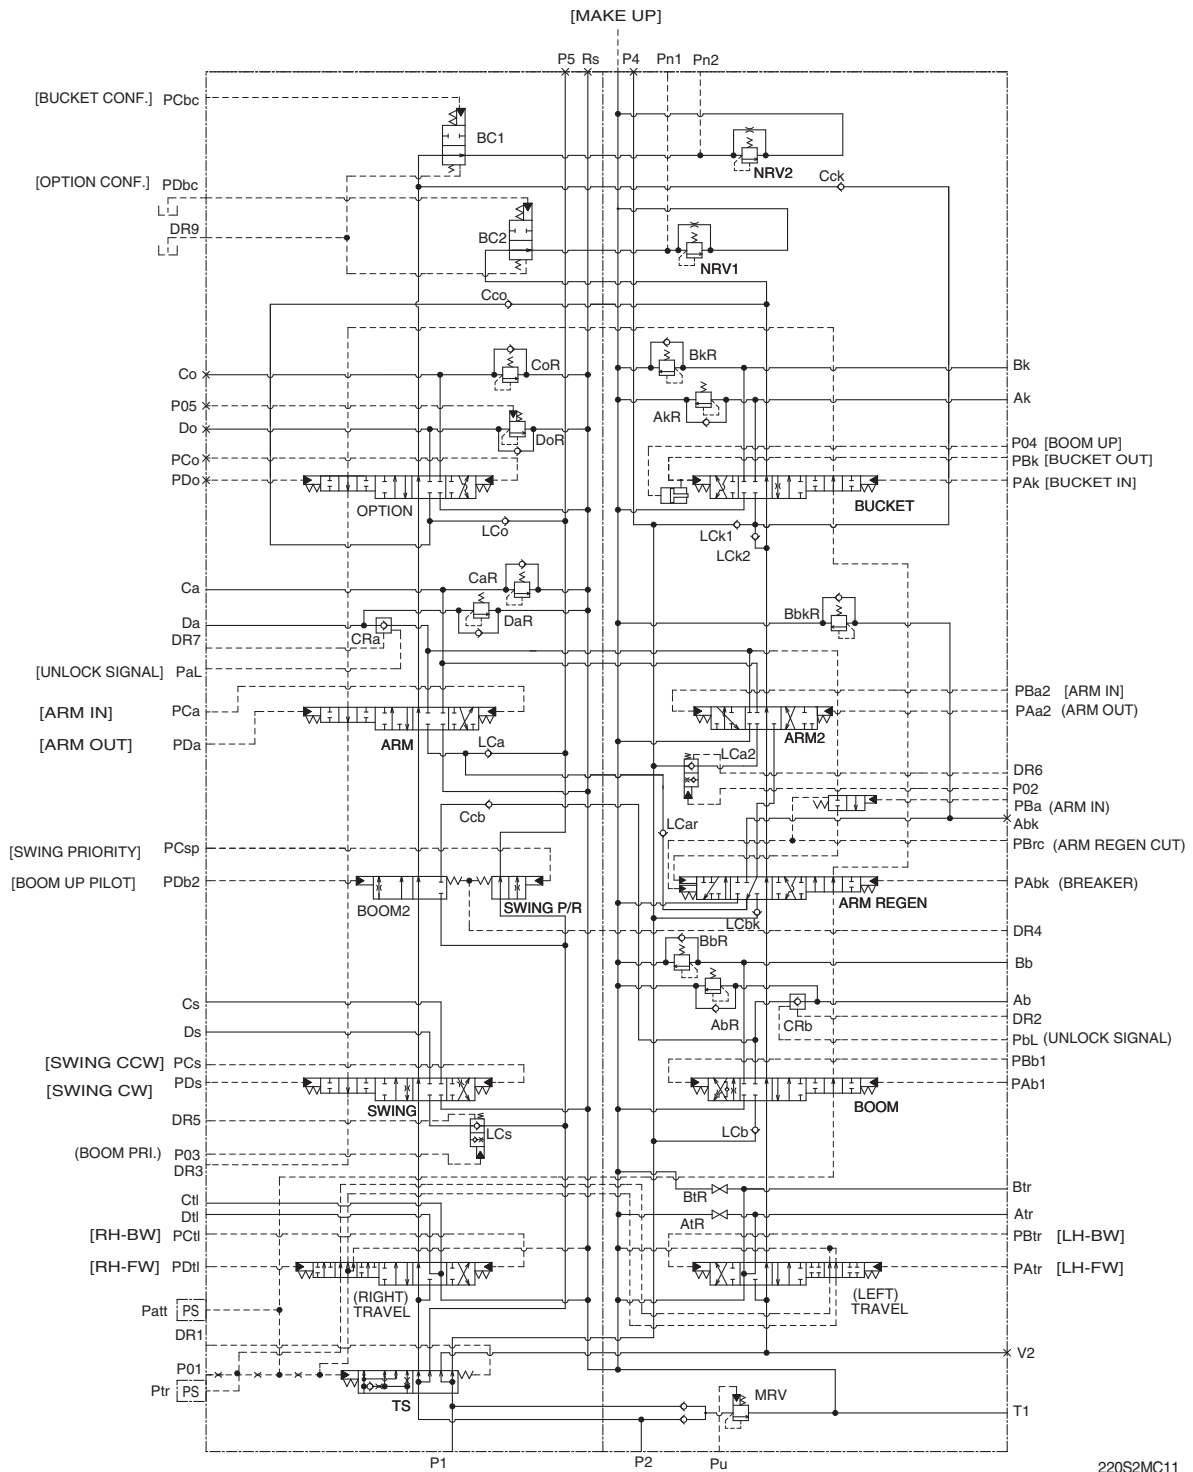 [MAKE UP]
P5 Rs P4 Pn1 Pn2
[BUCKET CONF.] PCbc
BC1
NRV2
Cck
[OPTION CONF.] PDbc
DR9
BC2
NRV1
Cco
CoR
BkR
Co
Bk
P05
AkR
Ak
Do
DoR
P04 [BOOM UP]
PCo
PBk [BUCKET OUT]
PDo
PAk [BUCKET IN]
OPTION
BUCKET
LCo
LCk1
LCk2
CaR
Ca
DaR
BbkR
Da
CRa
DR7
[UNLOCK SIGNAL] PaL
PBa2 [ARM IN]
[ARM IN] PCa
PAa2 (ARM OUT)
[ARM OUT] PDa
ARM
ARM2
LCa
LCa2
DR6
P02
Ccb
PBa (ARM IN)
LCar
Abk
[SWING PRIORITY] PCsp
PBrc (ARM REGEN CUT)
[BOOM UP PILOT] PDb2
PAbk (BREAKER)
BOOM2
SWING P/R
ARM REGEN
LCbk
DR4
BbR
Bb
Cs
Ab
AbR
CRb
DR2
Ds
PbL (UNLOCK SIGNAL)
[SWING CCW] PCs
PBb1
[SWING CW] PDs
PAb1
SWING
BOOM
DR5
LCs
LCb
(BOOM PRI.) P03
DR3
Ctl
BtR
Btr
Dtl
AtR
Atr
[RH-BW] PCtl
PBtr [LH-BW]
[RH-FW] PDtl
PAtr [LH-FW]
(RIGHT)
TRAVEL
(LEFT)
TRAVEL
Patt PS
DR1
V2
P01
Ptr PS
TS
MRV
T1
P1 P2 Pu
220S2MC11